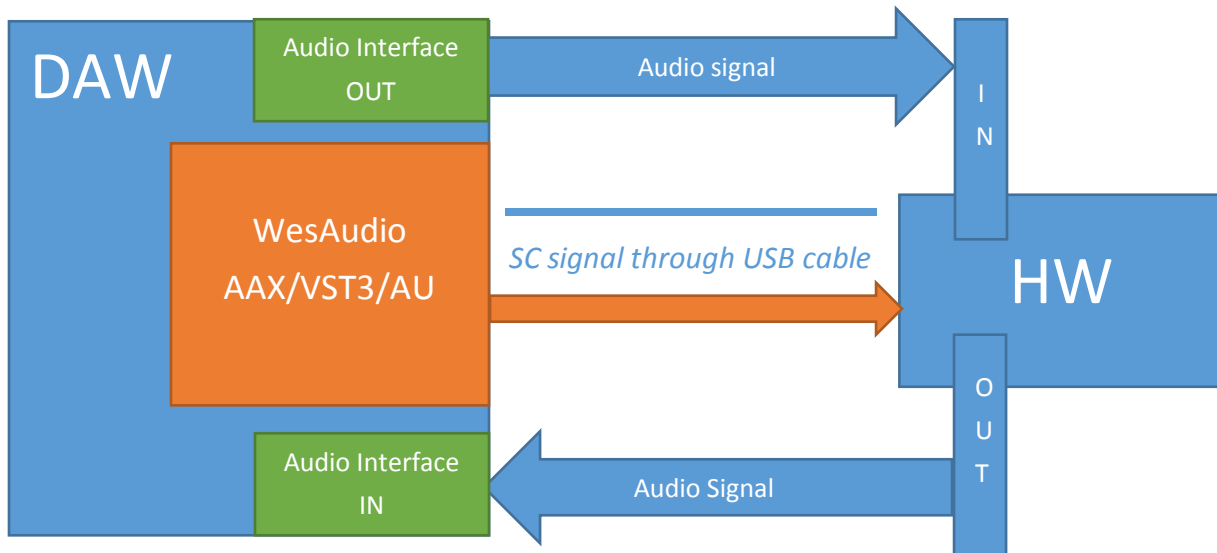 DAW
Audio Interface
OUT
Audio signal
I
N
WesAudio
AAX/VST3/AU
SC signal through USB cable
HW
O
U
T
Audio Interface
IN
Audio Signal